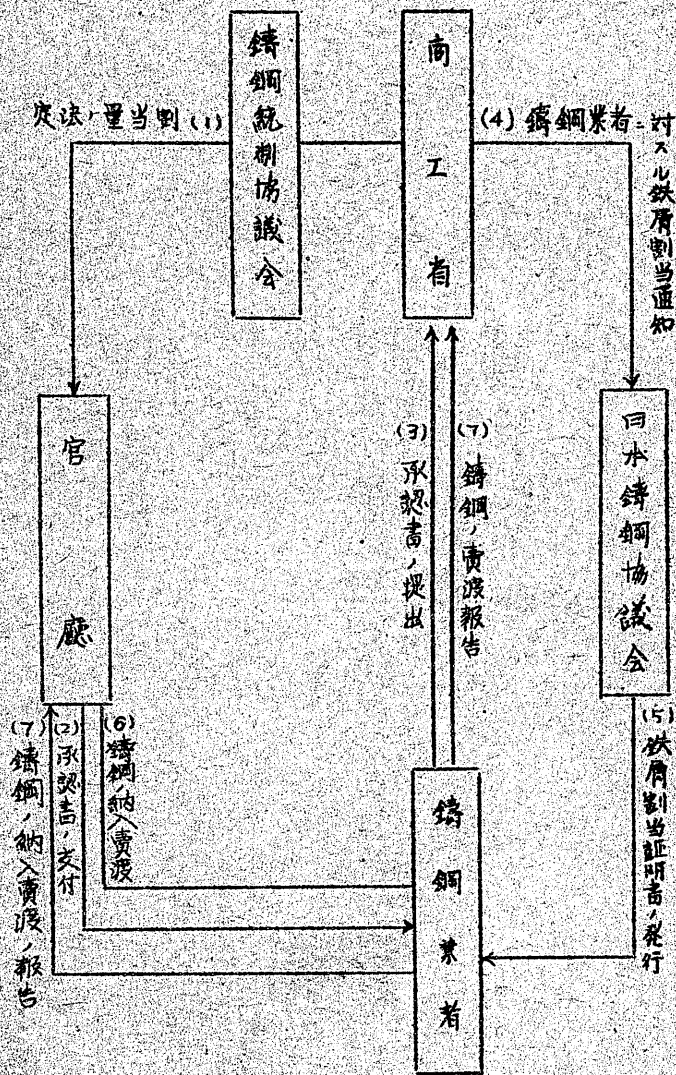 商工省
鋳鋼統制協議会
(1) 割当量ノ決定
(4) 鋳鋼業者ニ対スル鉄屑割当通知
官廳
日本鋳鋼協議会
(3) 承認書ノ提出
(7) 鋳鋼ノ賣渡報告
(5) 鉄屑割当証明書ノ発行
(6) 鋳鋼ノ納入賣渡
(2) 承認書ノ交付
(7) 鋳鋼ノ納入賣渡ノ報告
鋳鋼業者